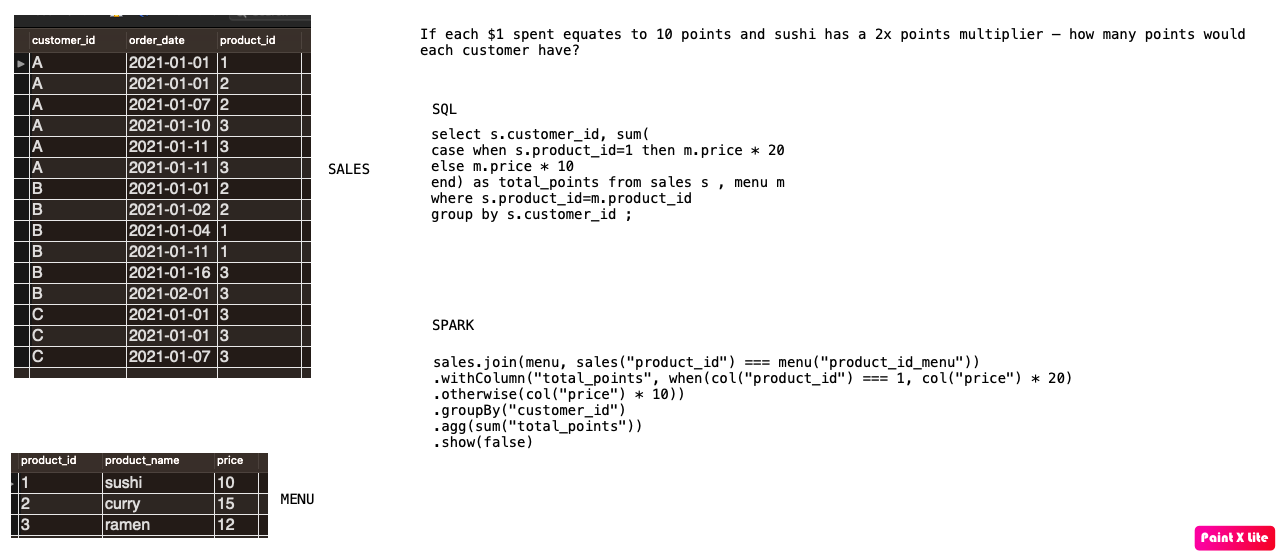 customer_id order_date product_id
A 2021-01-01 1
A 2021-01-01 2
A 2021-01-07 2
A 2021-01-10 3
A 2021-01-11 3
A 2021-01-11 3
B 2021-01-01 2
B 2021-01-02 2
B 2021-01-04 1
B 2021-01-11 1
B 2021-01-16 3
B 2021-02-01 3
C 2021-01-01 3
C 2021-01-01 3
C 2021-01-07 3
SALES
product_id product_name price
1 sushi 10
2 curry 15
3 ramen 12
MENU
If each $1 spent equates to 10 points and sushi has a 2x points multiplier — how many points would
each customer have?
SQL
select s.customer_id, sum(
case when s.product_id=1 then m.price * 20
else m.price * 10
end) as total_points from sales s , menu m
where s.product_id=m.product_id
group by s.customer_id ;
SPARK
sales.join(menu, sales("product_id") === menu("product_id_menu"))
.withColumn("total_points", when(col("product_id") === 1, col("price") * 20)
.otherwise(col("price") * 10))
.groupBy("customer_id")
.agg(sum("total_points"))
.show(false)
Paint X Lite